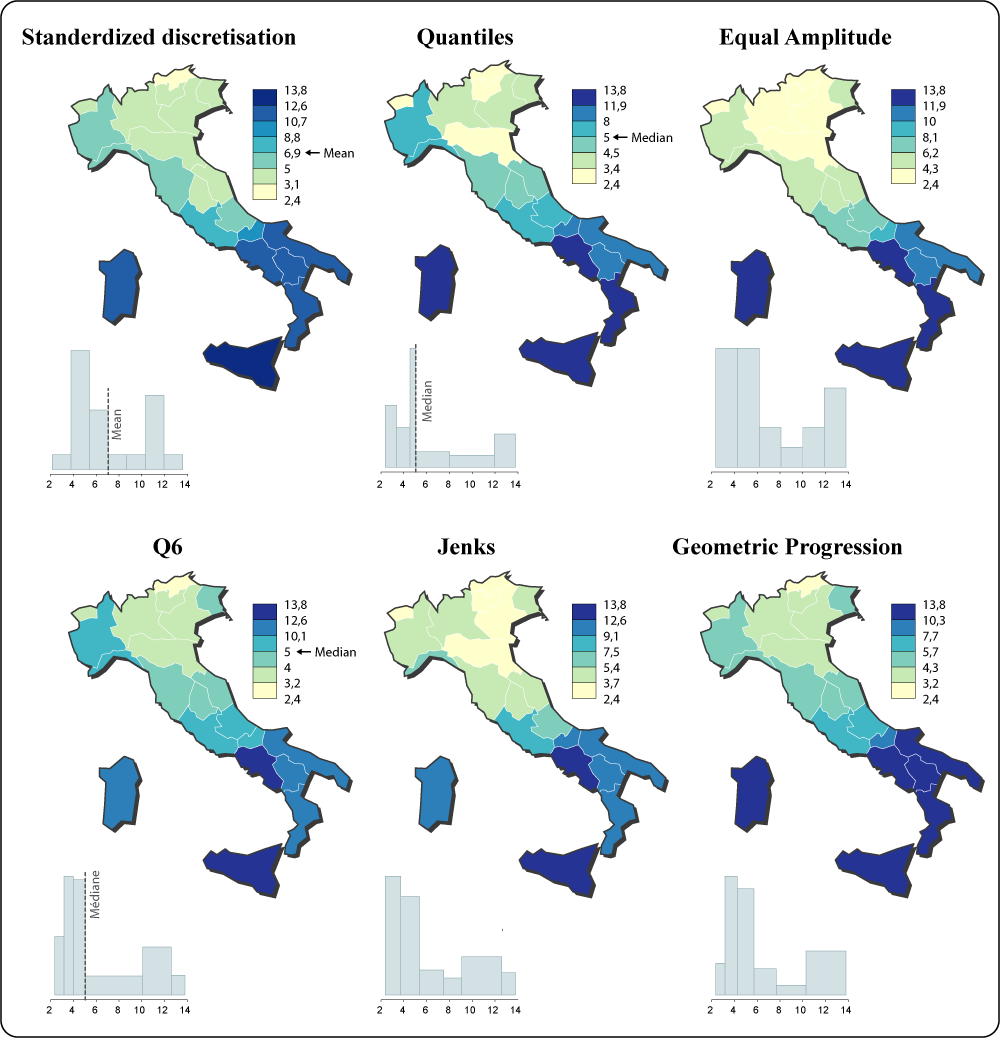 Standerdized discretisation
13,8
12,6
10,7
8,8
6,9 Mean
5
3,1
2,4
Mean
2 4 6 8 10 12 14
Quantiles
13,8
11,9
8
5 Median
4,5
3,4
2,4
Median
2 4 6 8 10 12 14
Equal Amplitude
13,8
11,9
10
8,1
6,2
4,3
2,4
2 4 6 8 10 12 14
Q6
13,8
12,6
10,1
5 Median
4
3,2
2,4
Médiane
2 4 6 8 10 12 14
Jenks
13,8
12,6
9,1
7,5
5,4
3,7
2,4
2 4 6 8 10 12 14
Geometric Progression
13,8
10,3
7,7
5,7
4,3
3,2
2,4
2 4 6 8 10 12 14